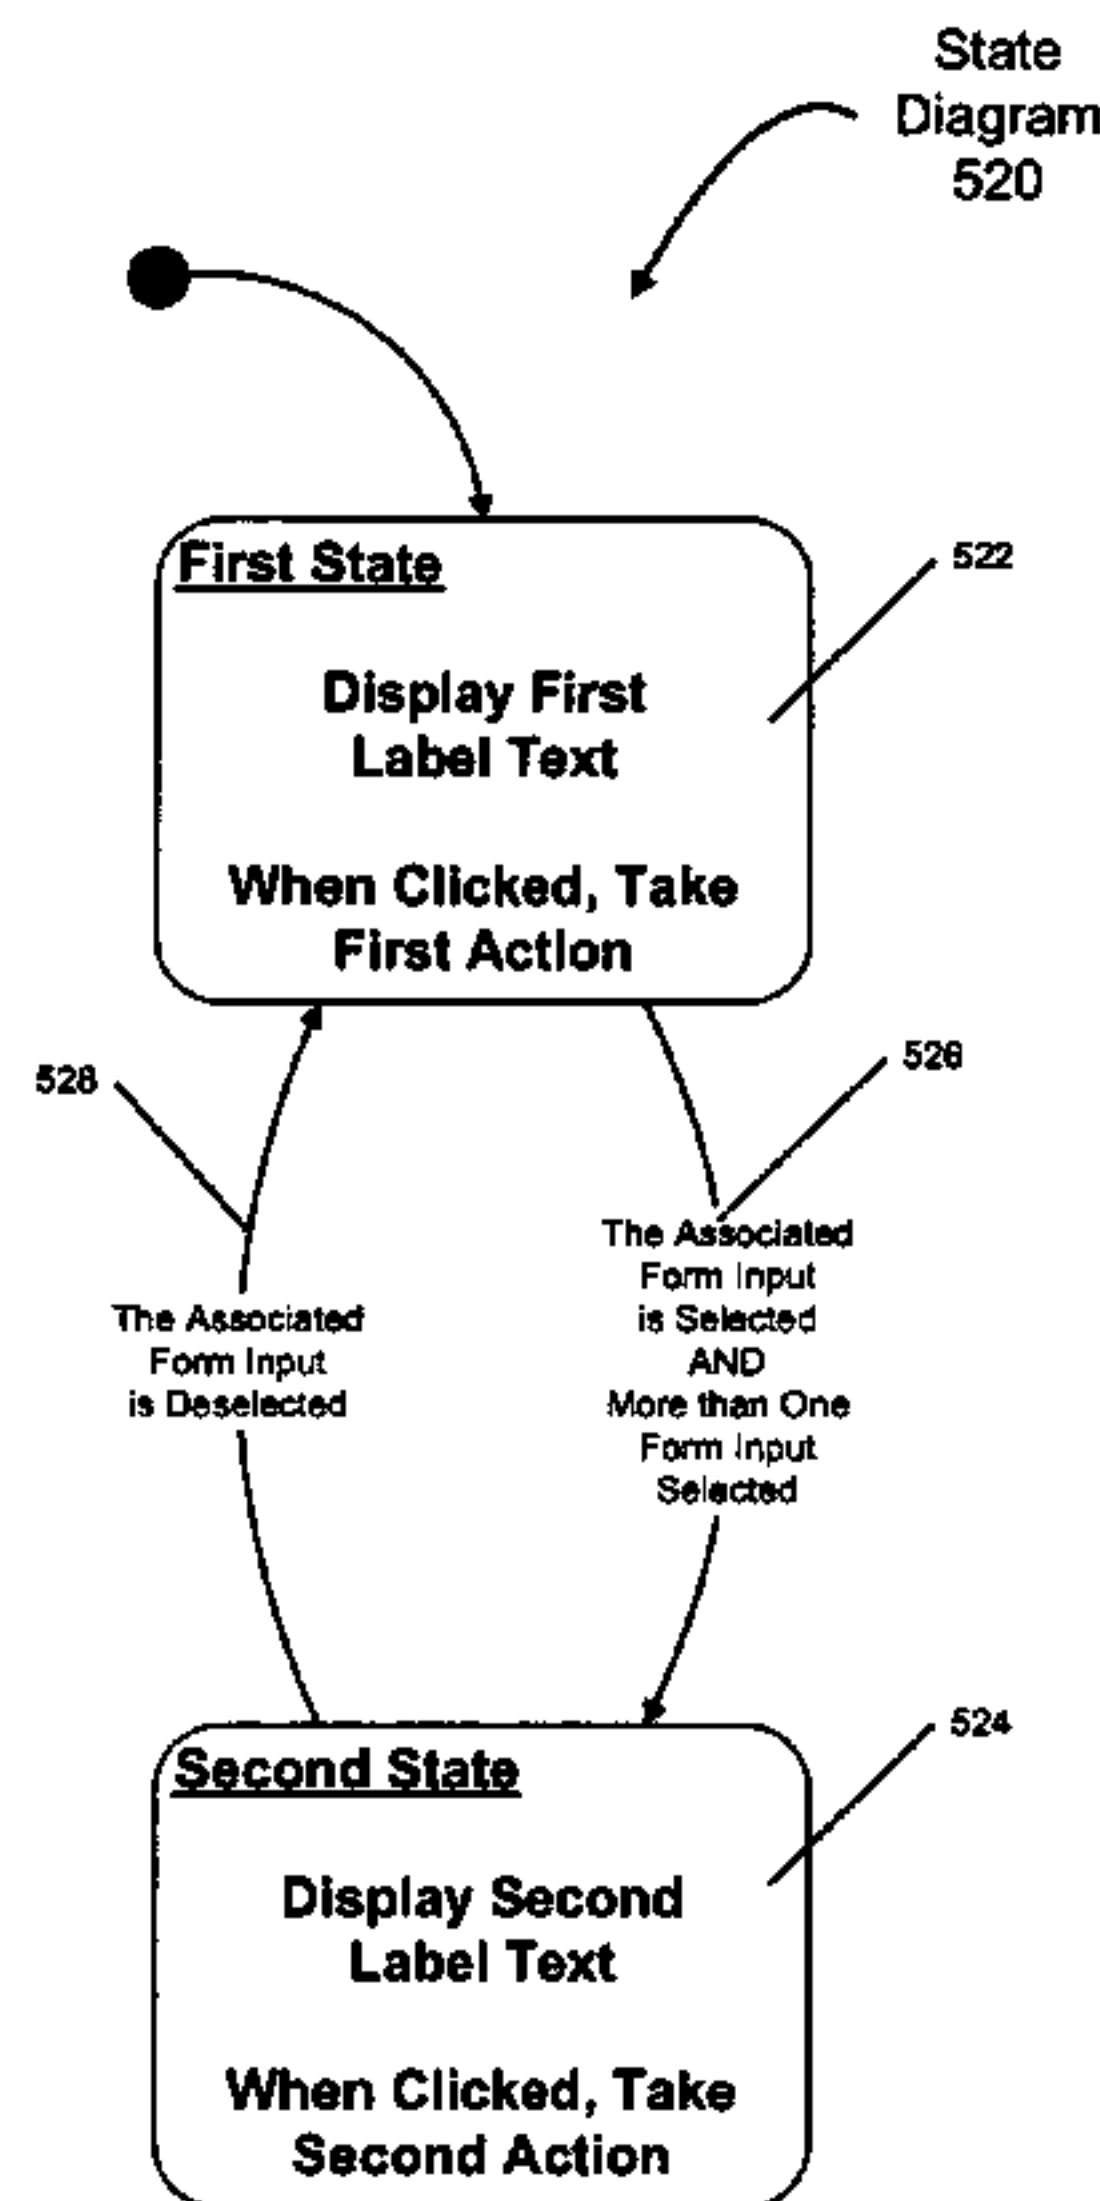 State
Diagram
520
First State
522
Display First
Label Text
When Clicked, Take
First Action
528
526
The Associated
Form Input
is Selected
AND
More than One
Form Input
Selected
The Associated
Form Input
is Deselected
Second State
524
Display Second
Label Text
When Clicked, Take
Second Action